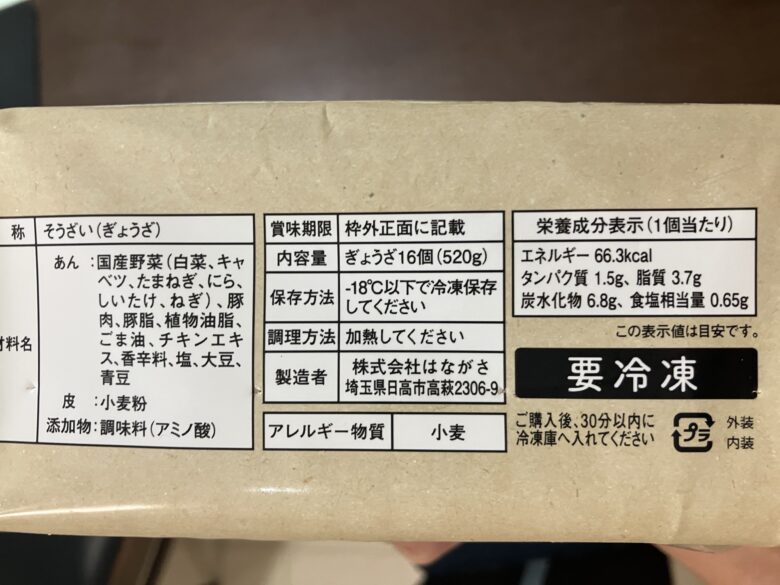 称 そうざい(ぎょうざ)
材料名
あん :国産野菜(白菜、キャ
ベツ、たまねぎ、にら、
しいたけ、ねぎ)、豚
肉、豚脂、植物油脂、
ごま油、チキンエキ
ス、香辛料、塩、大豆、
青豆
皮 :小麦粉
添加物:調味料(アミノ酸)
賞味期限 枠外正面に記載
内容量 ぎょうざ16個(520g)
保存方法 -18℃以下で冷凍保存
してください
調理方法 加熱してください
製造者 株式会社はながさ
埼玉県日高市高萩2306-9
アレルギー物質 小麦
栄養成分表示(1個当たり)
エネルギー 66.3kcal
タンパク質 1.5g、脂質 3.7g
炭水化物 6.8g、食塩相当量 0.65g
この表示値は目安です。
要冷凍
ご購入後、30分以内に
冷凍庫へ入れてください
プラ
外装
内装